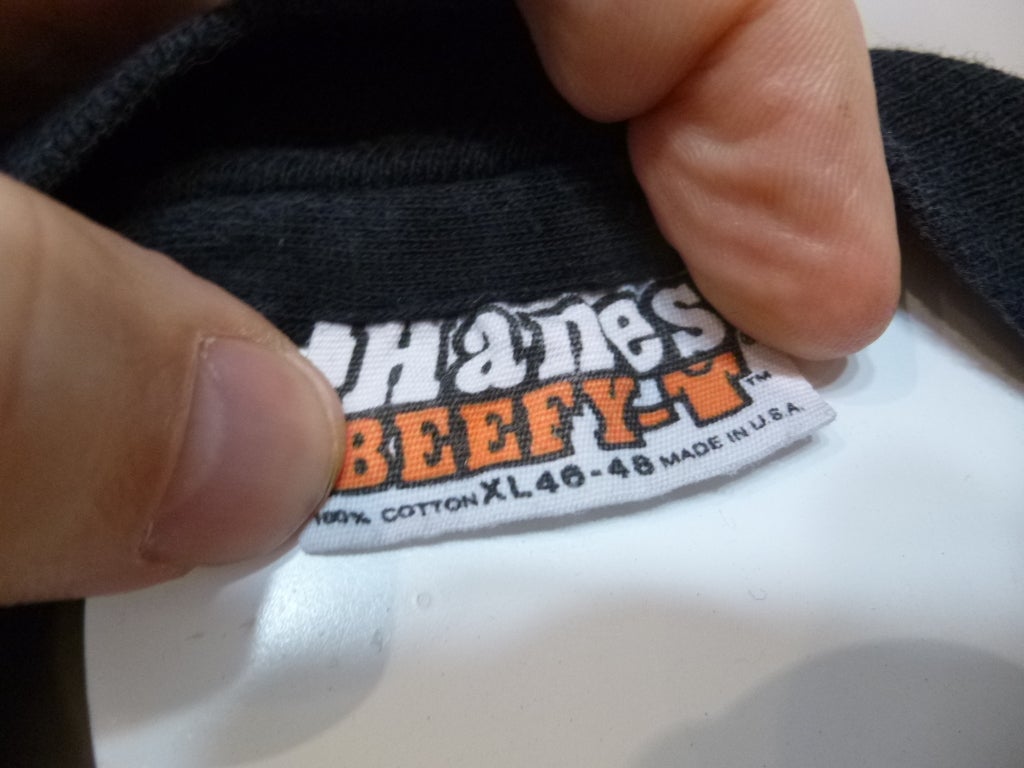 Hanes
BEEFY-T™
100% COTTON XL 46-48 MADE IN U.S.A.